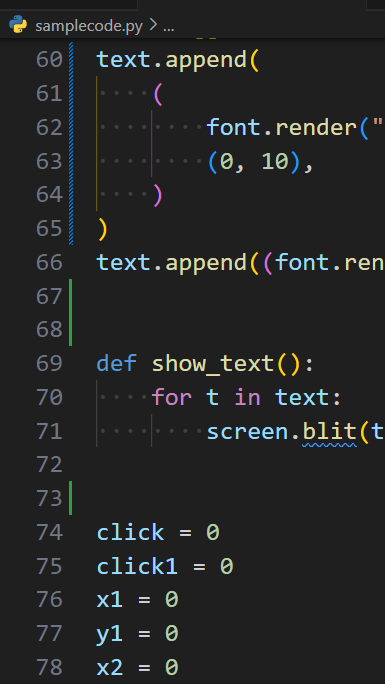 samplecode.py > ...
60 text.append(
61 (
62 font.render("
63 (0, 10),
64 )
65 )
66 text.append((font.ren
67
68
69 def show_text():
70 for t in text:
71 screen.blit(t
72
73
74 click = 0
75 click1 = 0
76 x1 = 0
77 y1 = 0
78 x2 = 0